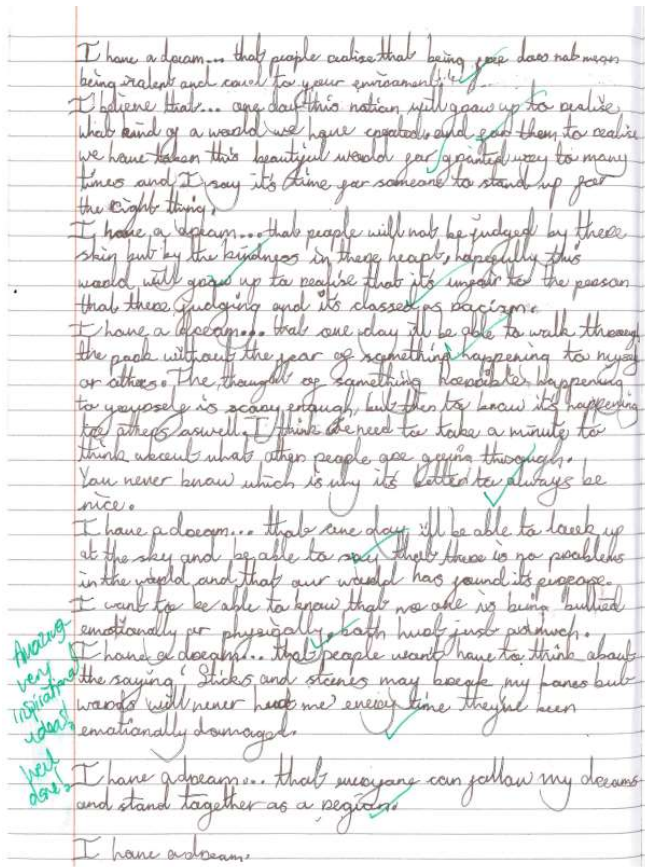 I have a dream... that people realise that being free does not mean
being violent and cruel to your enviroment.
I believe that... one day this nation will grow up to realise
what kind of a world we have created. and for them to realise
we have taken this beautiful world for granted way to many
times and I say it's time for someone to stand up for
the right thing.
I have a dream... that people will not be judged by there
skin but by the kindness in there heart, hopefully this
world will grow up to realise that it's unfair to the person
that there judging and its classed as racism.
I have a dream... that one day i'll be able to walk through
the park without the fear of something happening to myself
or others. The thought of something horrible happening
to yourself is scary enough, but then to know it's happening
to others aswell. I think we need to take a minute to
think about what other people are going through.
You never know which is why it's better to always be
nice.
I have a dream... that one day i'll be able to look up
at the sky and be able to say that there is no problems
in the world and that our world has found its purpose.
I want to be able to know that no one is being bullied
emotionally or physically, both hurt just as much.
I have a dream... that people wont have to think about
the saying 'Sticks and stones may break my bones but
words will never hurt me' every time they've been
emotionally damaged.
I have a dream... that everyone can follow my dreams
and stand together as a region.
I have a dream.
Amazing
very
inspirational
ideas!
well
done!